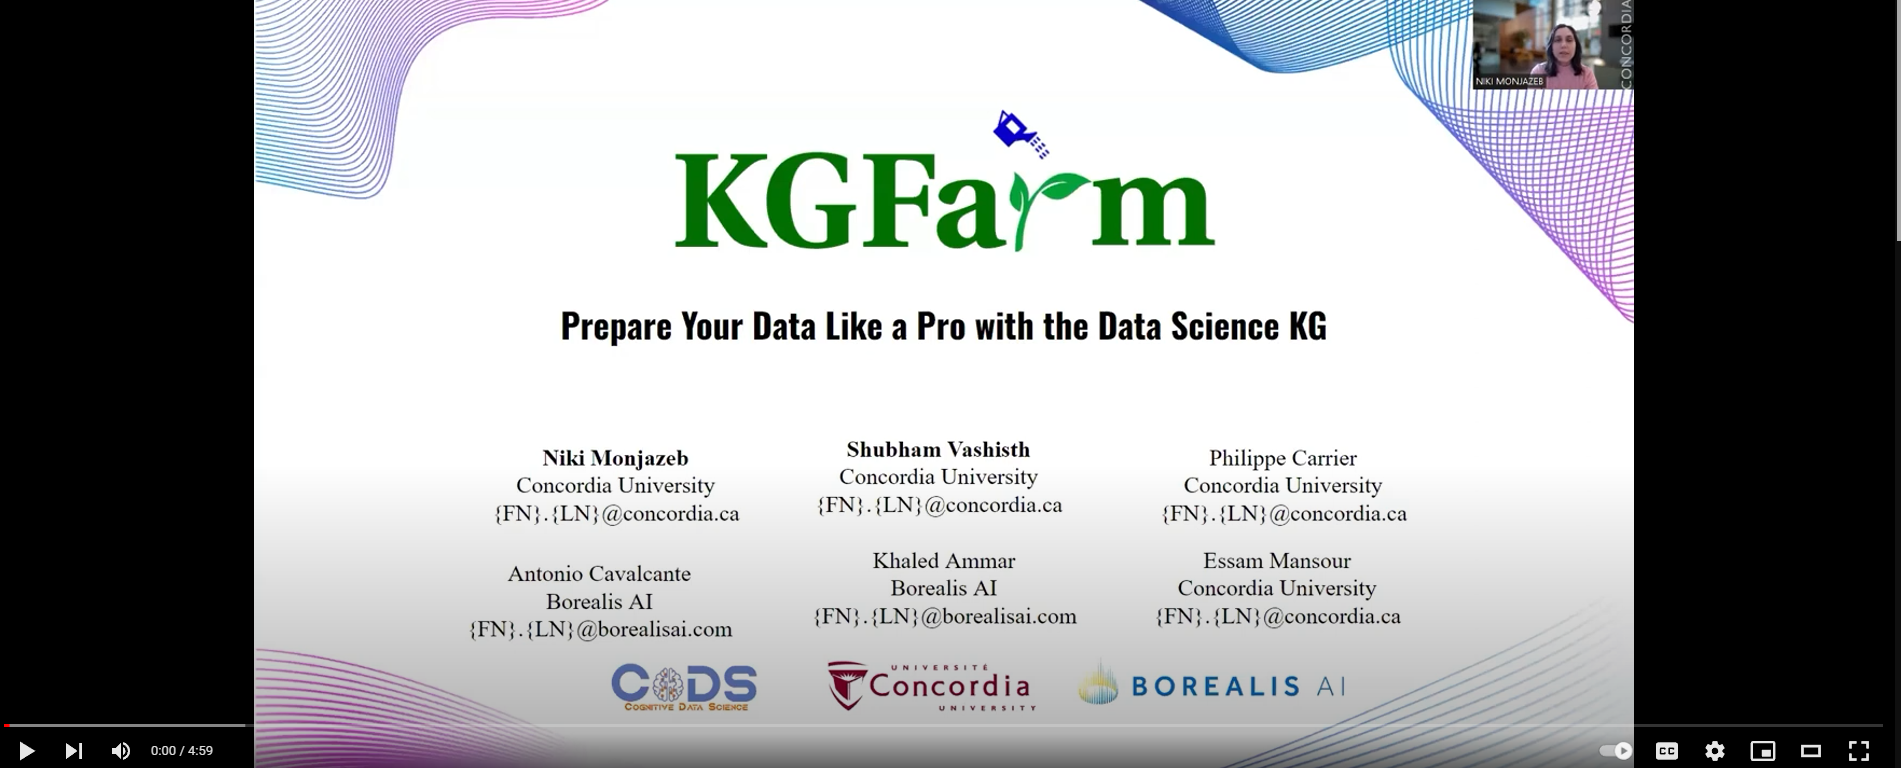 CONCORDIA
NIKI MONJAZEB
KGFarm
Prepare Your Data Like a Pro with the Data Science KG
Niki Monjazeb
Concordia University
{FN}.{LN}@concordia.ca
Shubham Vashisth
Concordia University
{FN}.{LN}@concordia.ca
Philippe Carrier
Concordia University
{FN}.{LN}@concordia.ca
Antonio Cavalcante
Borealis AI
{FN}.{LN}@borealisai.com
Khaled Ammar
Borealis AI
{FN}.{LN}@borealisai.com
Essam Mansour
Concordia University
{FN}.{LN}@concordia.ca
CODS
COGNITIVE DATA SCIENCE
UNIVERSITÉ
Concordia
UNIVERSITY
BOREALIS AI
0:00 / 4:59
CC